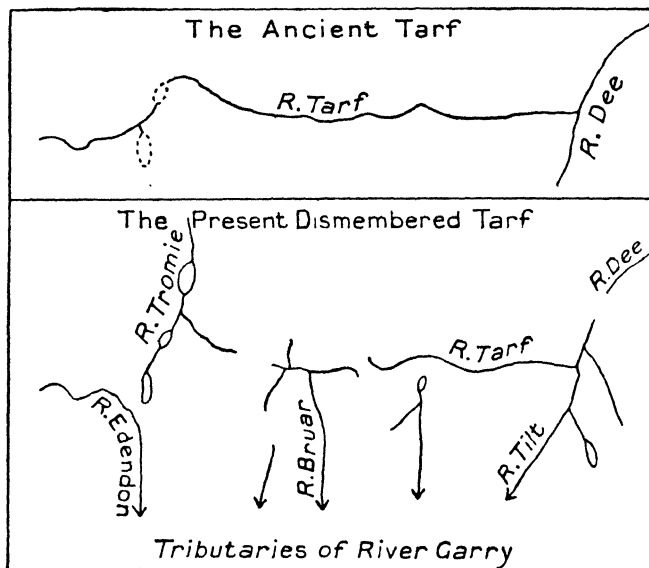 The Ancient Tarf
R. Tarf
R. Dee
The Present Dismembered Tarf
R. Tromie
R. Dee
R. Tarf
R. Edendon
R. Bruar
R. Tilt
Tributaries of River Garry